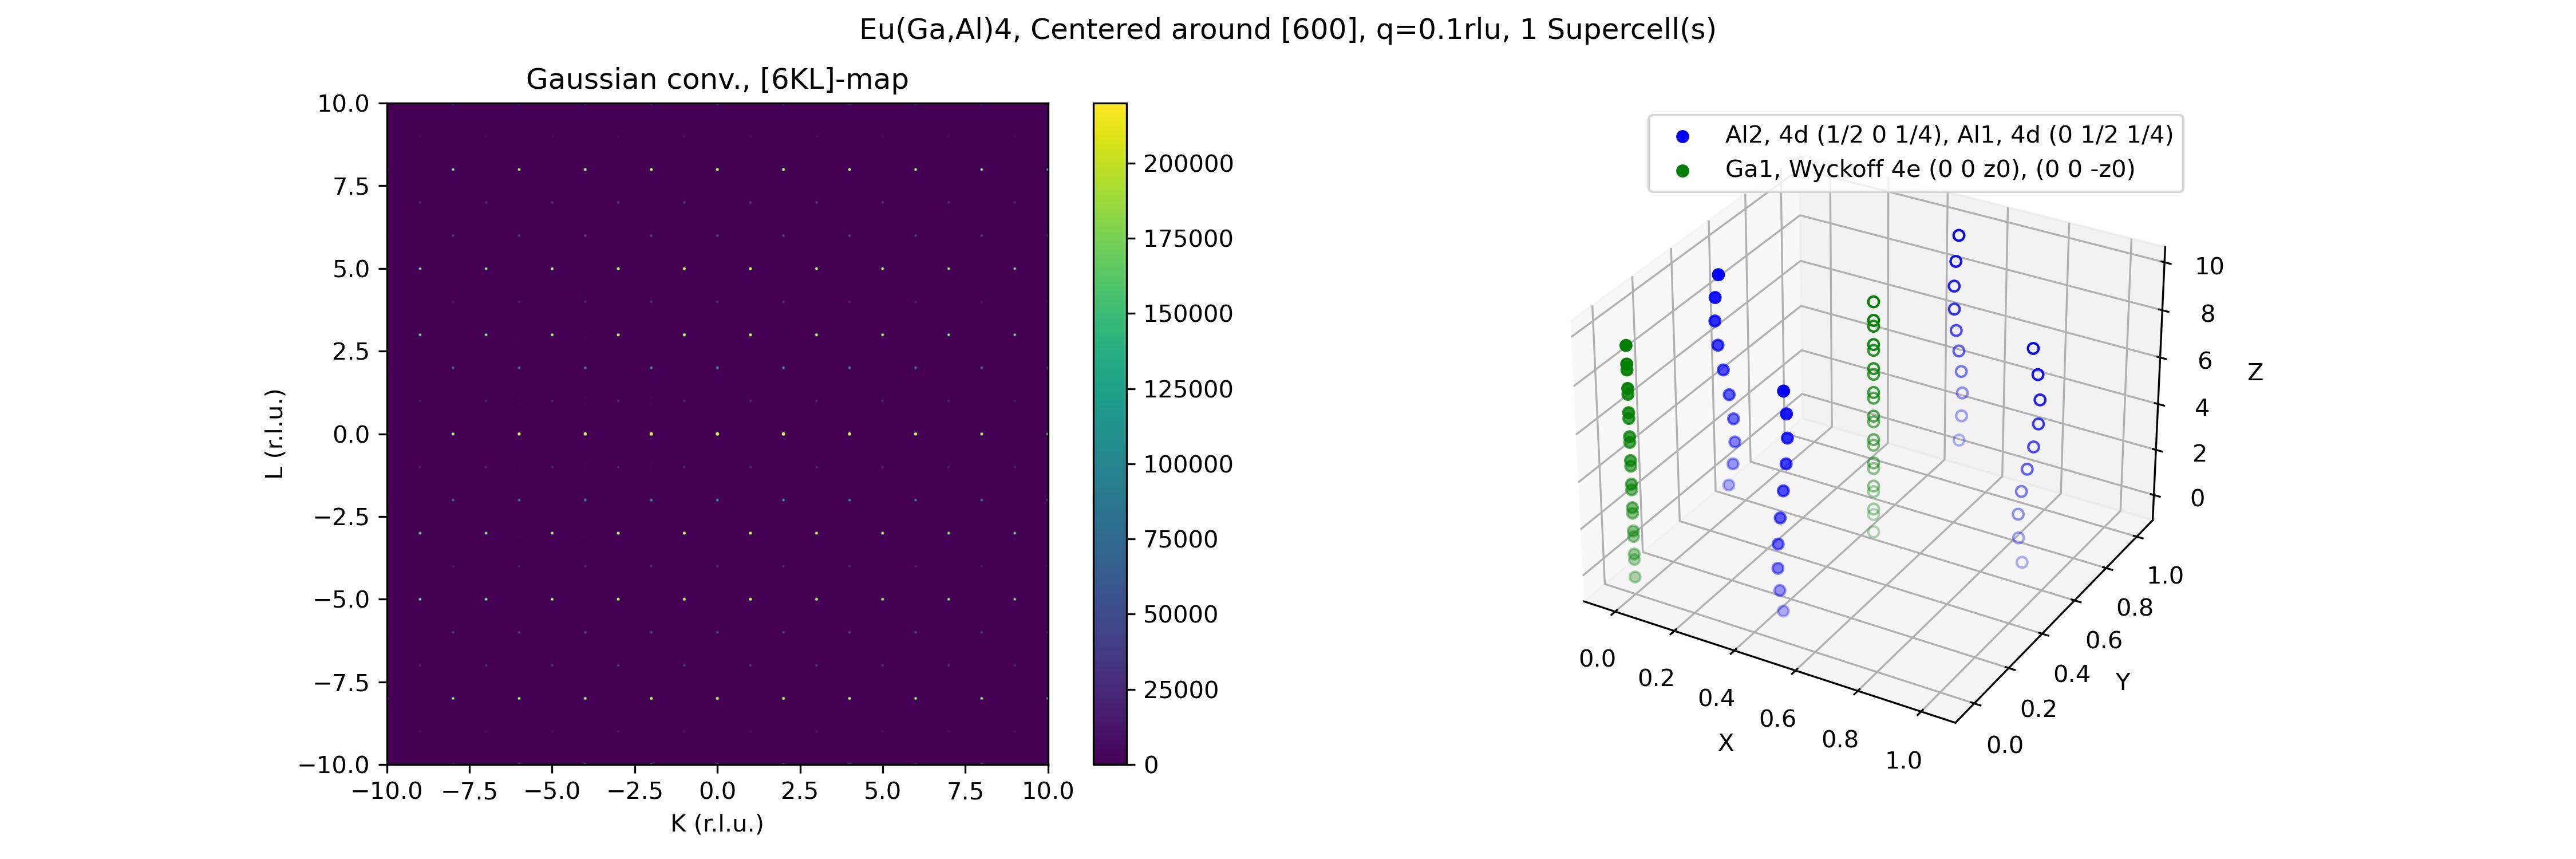 Eu(Ga,Al)4, Centered around [600], q=0.1rlu, 1 Supercell(s)
Gaussian conv., [6KL]-map
10.0
7.5
5.0
2.5
0.0
−2.5
−5.0
−7.5
−10.0
L (r.l.u.)
−10.0 −7.5 −5.0 −2.5 0.0 2.5 5.0 7.5 10.0
K (r.l.u.)
200000
175000
150000
125000
100000
75000
50000
25000
0
Al2, 4d (1/2 0 1/4), Al1, 4d (0 1/2 1/4)
Ga1, Wyckoff 4e (0 0 z0), (0 0 -z0)
10
8
6
4
2
0
Z
0.0 0.2 0.4 0.6 0.8 1.0
X
0.0 0.2 0.4 0.6 0.8 1.0
Y